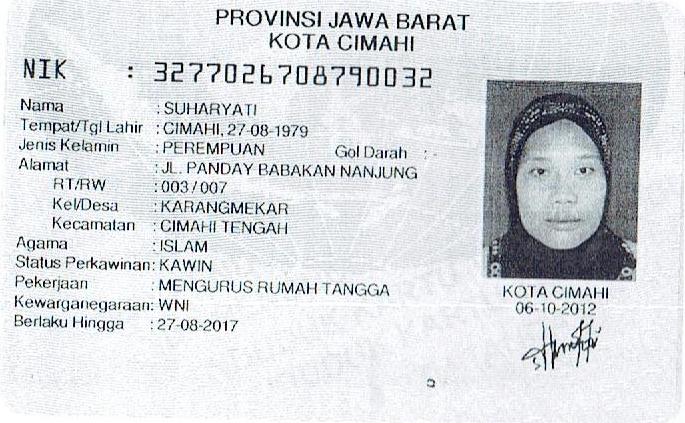 PROVINSI JAWA BARAT
KOTA CIMAHI
NIK : 3277026708790032
Nama : SUHARYATI
Tempat/Tgl Lahir : CIMAHI, 27-08-1979
Jenis Kelamin : PEREMPUAN Gol Darah : -
Alamat : JL. PANDAY BABAKAN NANJUNG
RT/RW : 003/007
Kel/Desa : KARANGMEKAR
Kecamatan : CIMAHI TENGAH
Agama : ISLAM
Status Perkawinan: KAWIN
Pekerjaan : MENGURUS RUMAH TANGGA
Kewarganegaraan: WNI
Berlaku Hingga : 27-08-2017
KOTA CIMAHI
06-10-2012